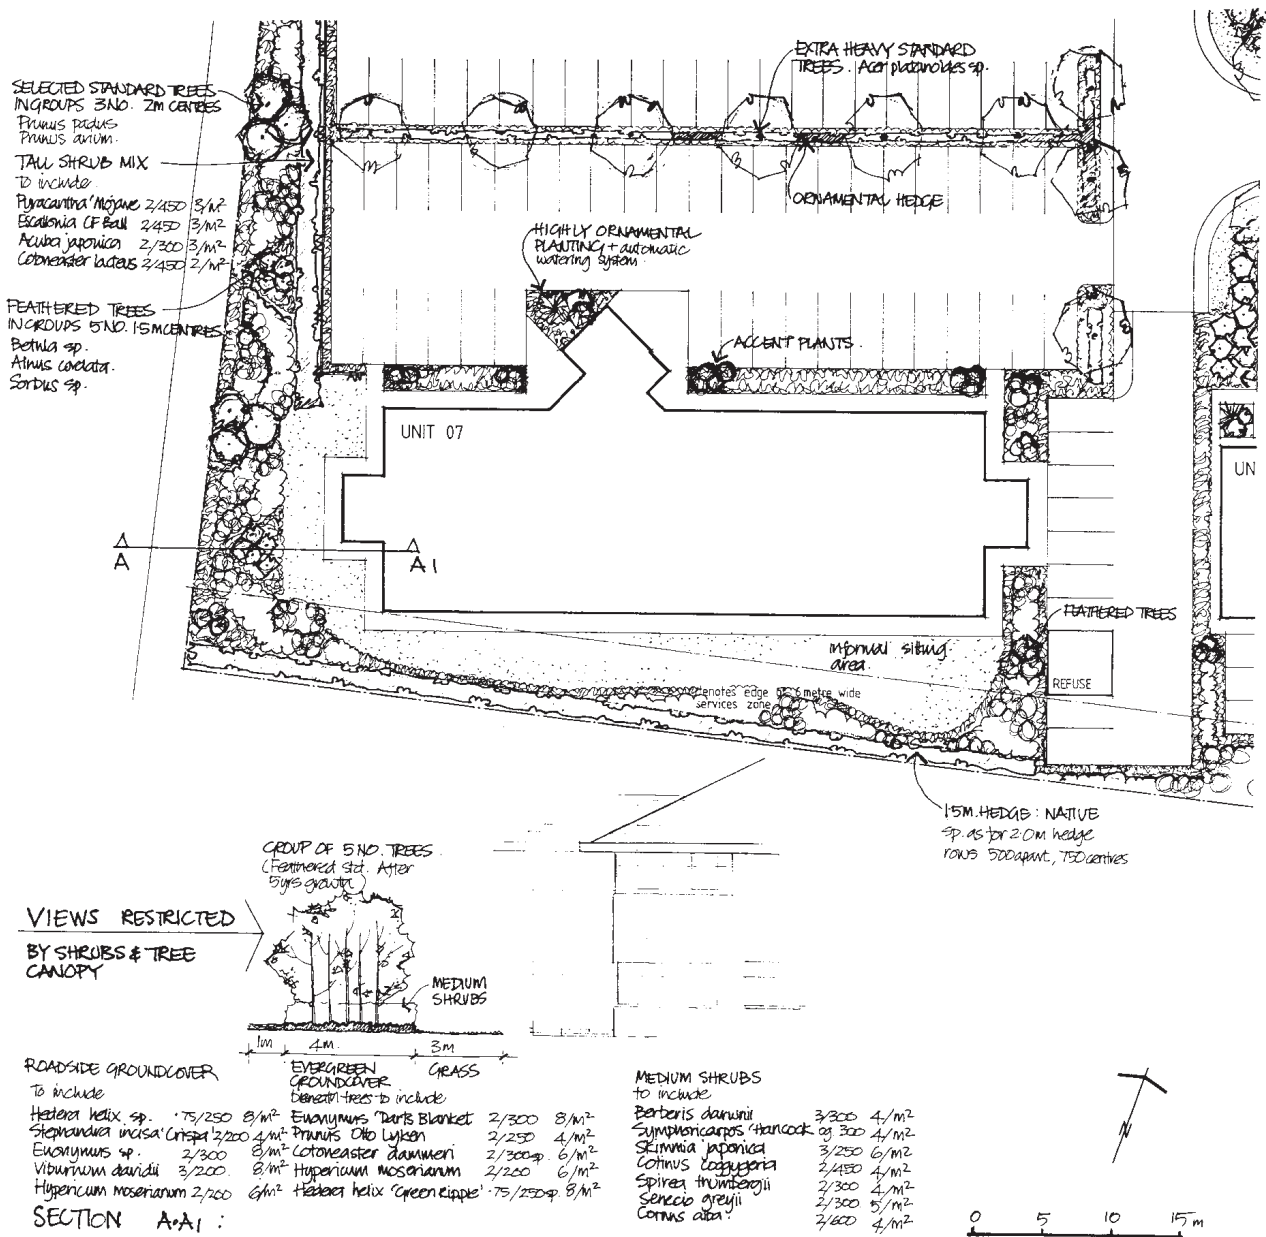 EXTRA HEAVY STANDARD
TREES. Acer platanoides sp.
SELECTED STANDARD TREES
IN GROUPS 3 NO. 2M CENTRES
Prunus padus
Prunus avium.
TALL SHRUB MIX
To include
Pyracantha 'Mojave 2/450 3/m²
Escallonia CF Ball 2/450 3/m²
Acuba japonica 2/300 3/m²
Cotoneaster lacteus 2/450 2/m²
ORNAMENTAL HEDGE
HIGHLY ORNAMENTAL
PLANTING + automatic
watering system.
FEATHERED TREES
IN GROUPS 5 NO. 1.5M CENTRES
Betula sp.
Alnus cordata.
Sorbus sp.
ACCENT PLANTS.
UNIT 07
UN
A
A1
FEATHERED TREES
informal sitting
area.
REFUSE
denotes edge of 6 metre wide
services zone
1.5M. HEDGE: NATIVE
sp. as for 2.0m hedge
rows 500 apart, 750 centres
GROUP OF 5 NO. TREES
(Feathered std. After
5yrs growth)
VIEWS RESTRICTED
BY SHRUBS & TREE
CANOPY
MEDIUM
SHRUBS
1m 4m. 3m
GRASS
ROADSIDE GROUNDCOVER
To include
Hedera helix sp. ·75/250 8/m²
Stephandra incisa 'Crispa' 2/200 4/m²
Euonymus sp. 2/300 8/m²
Viburnum davidii 3/200. 8/m²
Hypericum moserianum 2/200 6/m²
EVERGREEN
GROUNDCOVER
beneath trees to include
Euonymus 'Darts Blanket 2/300 8/m²
Prunus Otto Luyken 2/250 4/m²
Cotoneaster dammeri 2/300sp. 6/m²
Hypericum moserianum 2/200 6/m²
Hedera helix 'Green Ripple' ·75/250sp. 8/m²
MEDIUM SHRUBS
to include
Berberis darwinii 3/300 4/m²
Symphoricarpos 'Hancock og 300 4/m²
Skimmia japonica 3/250 6/m²
Cotinus coggygria 2/450 4/m²
Spirea thumbergii 2/300 4/m²
Senecio greyii 2/300 5/m²
Cornus alba: 2/600 4/m²
SECTION A·A1 :
N
0 5 10 15m